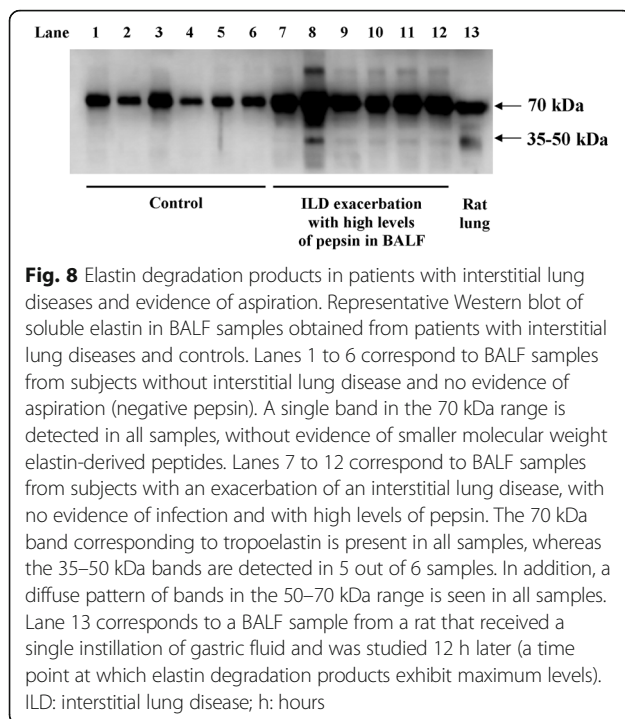 Lane 1 2 3 4 5 6 7 8 9 10 11 12 13
70 kDa
35-50 kDa
Control
ILD exacerbation
with high levels
of pepsin in BALF
Rat
lung
Fig. 8 Elastin degradation products in patients with interstitial lung
diseases and evidence of aspiration. Representative Western blot of
soluble elastin in BALF samples obtained from patients with interstitial
lung diseases and controls. Lanes 1 to 6 correspond to BALF samples
from subjects without interstitial lung disease and no evidence of
aspiration (negative pepsin). A single band in the 70 kDa range is
detected in all samples, without evidence of smaller molecular weight
elastin-derived peptides. Lanes 7 to 12 correspond to BALF samples
from subjects with an exacerbation of an interstitial lung disease, with
no evidence of infection and with high levels of pepsin. The 70 kDa
band corresponding to tropoelastin is present in all samples, whereas
the 35–50 kDa bands are detected in 5 out of 6 samples. In addition, a
diffuse pattern of bands in the 50–70 kDa range is seen in all samples.
Lane 13 corresponds to a BALF sample from a rat that received a
single instillation of gastric fluid and was studied 12 h later (a time
point at which elastin degradation products exhibit maximum levels).
ILD: interstitial lung disease; h: hours